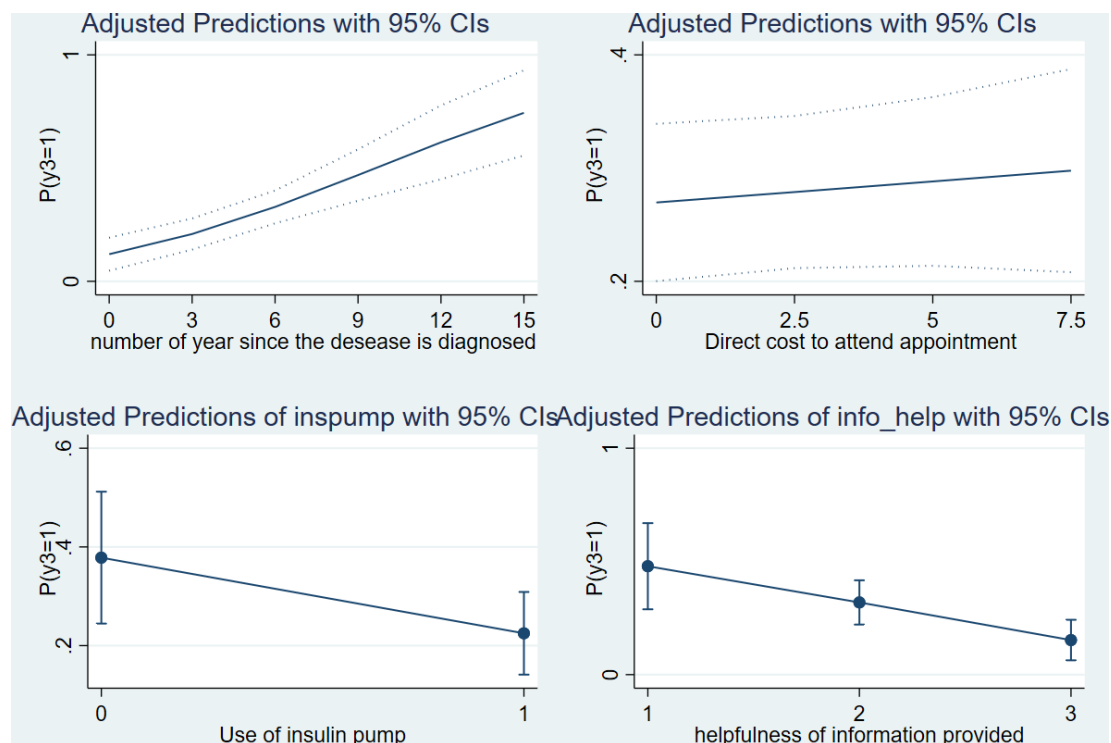 Adjusted Predictions with 95% CIs
P(y3=1)
1
0
0 3 6 9 12 15
number of year since the desease is diagnosed
Adjusted Predictions with 95% CIs
P(y3=1)
.4
.2
0 2.5 5 7.5
Direct cost to attend appointment
Adjusted Predictions of inspump with 95% CIs
P(y3=1)
.6
.4
.2
0 1
Use of insulin pump
Adjusted Predictions of info_help with 95% CIs
P(y3=1)
1
0
1 2 3
helpfulness of information provided